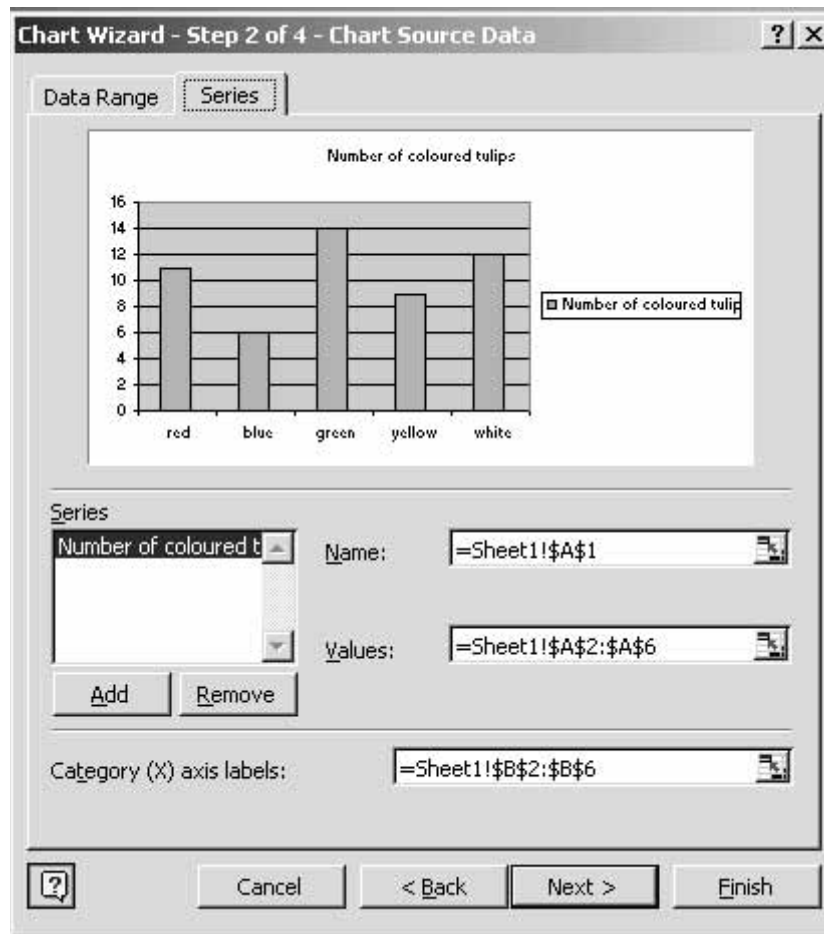 Chart Wizard - Step 2 of 4 - Chart Source Data
Data Range Series
Number of coloured tulips
16
14
12
10
8
6
4
2
0
red blue green yellow white
Number of coloured tulip
Series
Number of coloured t
Name: =Sheet1!$A$1
Values: =Sheet1!$A$2:$A$6
Add Remove
Category (X) axis labels: =Sheet1!$B$2:$B$6
Cancel < Back Next > Finish